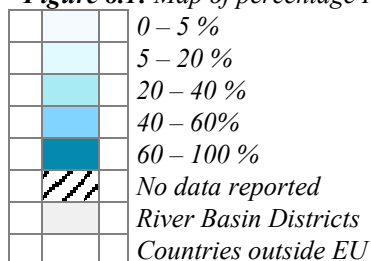 Figure 6.1: Map of percentage
0 – 5 %
5 – 20 %
20 – 40 %
40 – 60%
60 – 100 %
No data reported
River Basin Districts
Countries outside EU